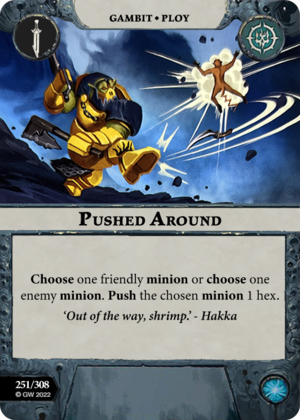 GAMBIT • PLOY
PUSHED AROUND
Choose one friendly minion or choose one
enemy minion. Push the chosen minion 1 hex.
'Out of the way, shrimp.' - Hakka
251/308
© GW 2022